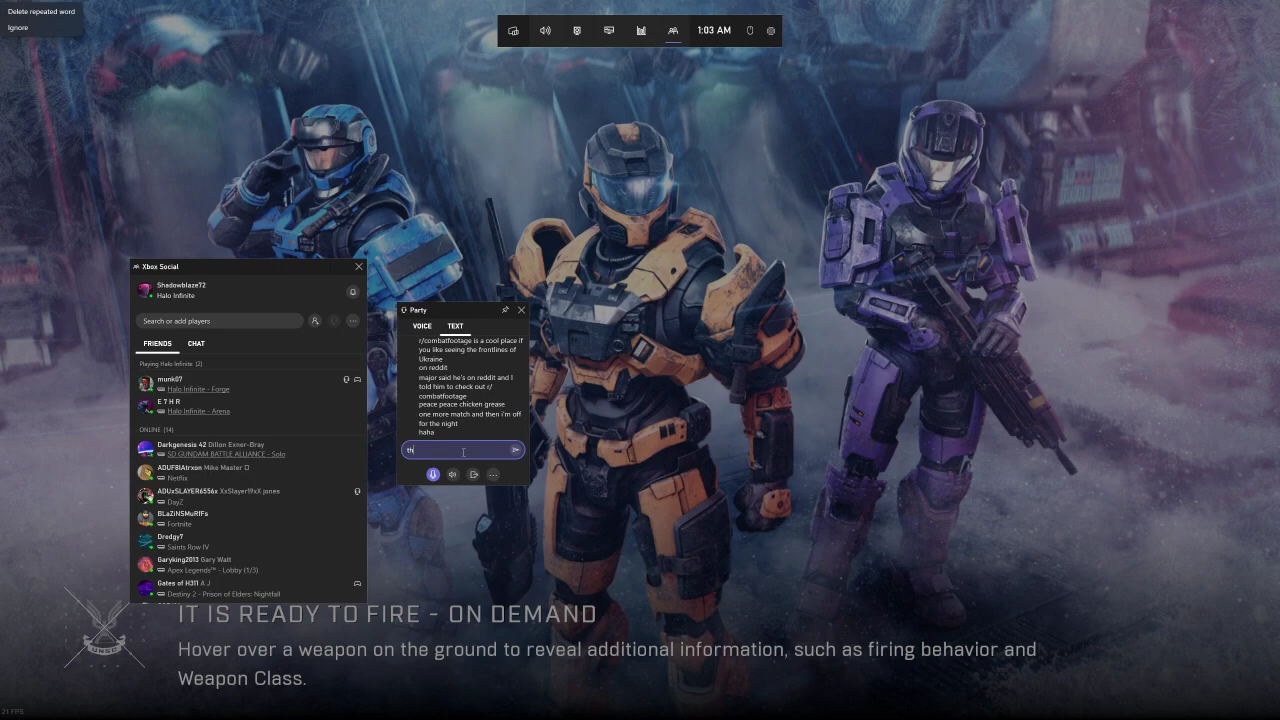 Delete repeated word
Ignore
1:03 AM
Xbox Social
Shadowblaze72
Halo Infinite
Search or add players
FRIENDS CHAT
Playing Halo Infinite (2)
munk07
Halo Infinite - Forge
E 7 H R
Halo Infinite - Arena
ONLINE (14)
Darkgenesis 42 Dillon Exner-Bray
SD GUNDAM BATTLE ALLIANCE - Solo
Mike Master
Netflix
ADUxSLAYER6556x XxSlayer19xX jones
DayZ
Fortnite
Dredgy7
Saints Row IV
Garyking2013 Gary Watt
Apex Legends™ - Lobby (1/3)
Gates of H311 A J
Destiny 2 - Prison of Elders: Nightfall
Party
VOICE TEXT
r/combatfootage is a cool place if
you like seeing the frontlines of
Ukraine
on reddit
major said he's on reddit and I
told him to check out r/
combatfootage
peace peace chicken grease
one more match and then i'm off
for the night
haha
th
IT IS READY TO FIRE - ON DEMAND
Hover over a weapon on the ground to reveal additional information, such as firing behavior and
Weapon Class.
UNSC
21 FPS